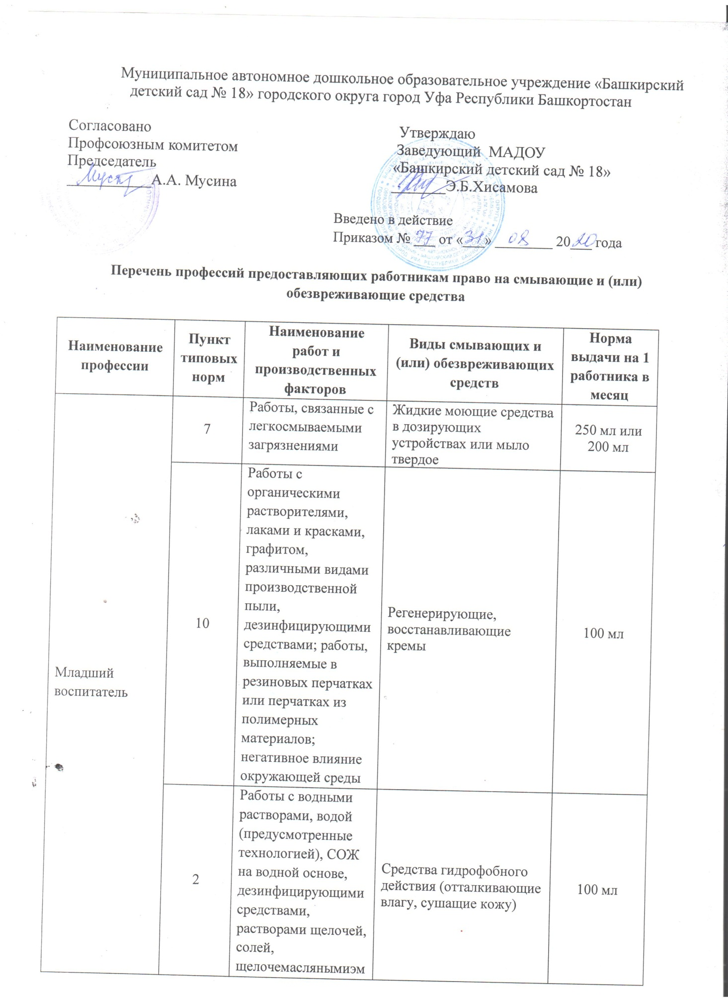 Муниципальное автономное дошкольное образовательное учреждение «Башкирский
детский сад № 18» городского округа город Уфа Республики Башкортостан
Согласовано
Профсоюзным комитетом
Председатель
____________А.А. Мусина
Утверждаю
Заведующий МАДОУ
«Башкирский детский сад № 18»
________Э.Б.Хисамова
Введено в действие
Приказом № 77 от «31» 08 2020 года
Перечень профессий предоставляющих работникам право на смывающие и (или)
обезвреживающие средства
Наименование
профессии
Пункт
типовых
норм
Наименование
работ и
производственных
факторов
Виды смывающих и
(или) обезвреживающих
средств
Норма
выдачи на 1
работника в
месяц
Младший
воспитатель
7
Работы, связанные с
легкосмываемыми
загрязнениями
Жидкие моющие средства
в дозирующих
устройствах или мыло
твердое
250 мл или
200 мл
10
Работы с
органическими
растворителями,
лаками и красками,
графитом,
различными видами
производственной
пыли,
дезинфицирующими
средствами; работы,
выполняемые в
резиновых перчатках
или перчатках из
полимерных
материалов;
негативное влияние
окружающей среды
Регенерирующие,
восстанавливающие
кремы
100 мл
2
Работы с водными
растворами, водой
(предусмотренные
технологией), СОЖ
на водной основе,
дезинфицирующими
средствами,
растворами щелочей,
солей,
щелочемаслянымиэм
Средства гидрофобного
действия (отталкивающие
влагу, сушащие кожу)
100 мл